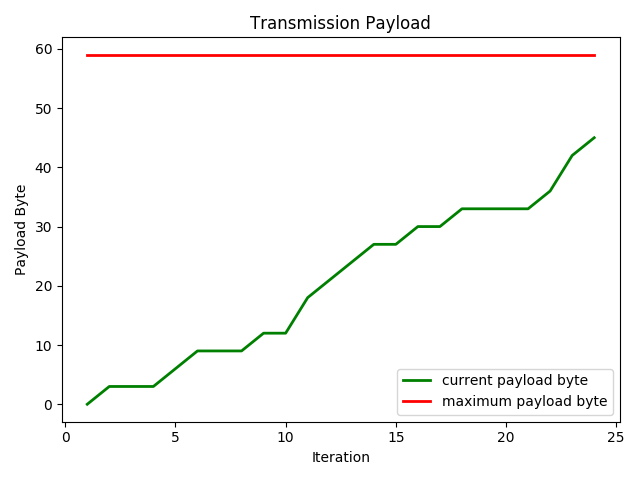 Transmission Payload
60
50
40
30
20
10
0
Payload Byte
current payload byte
maximum payload byte
0 5 10 15 20 25
Iteration